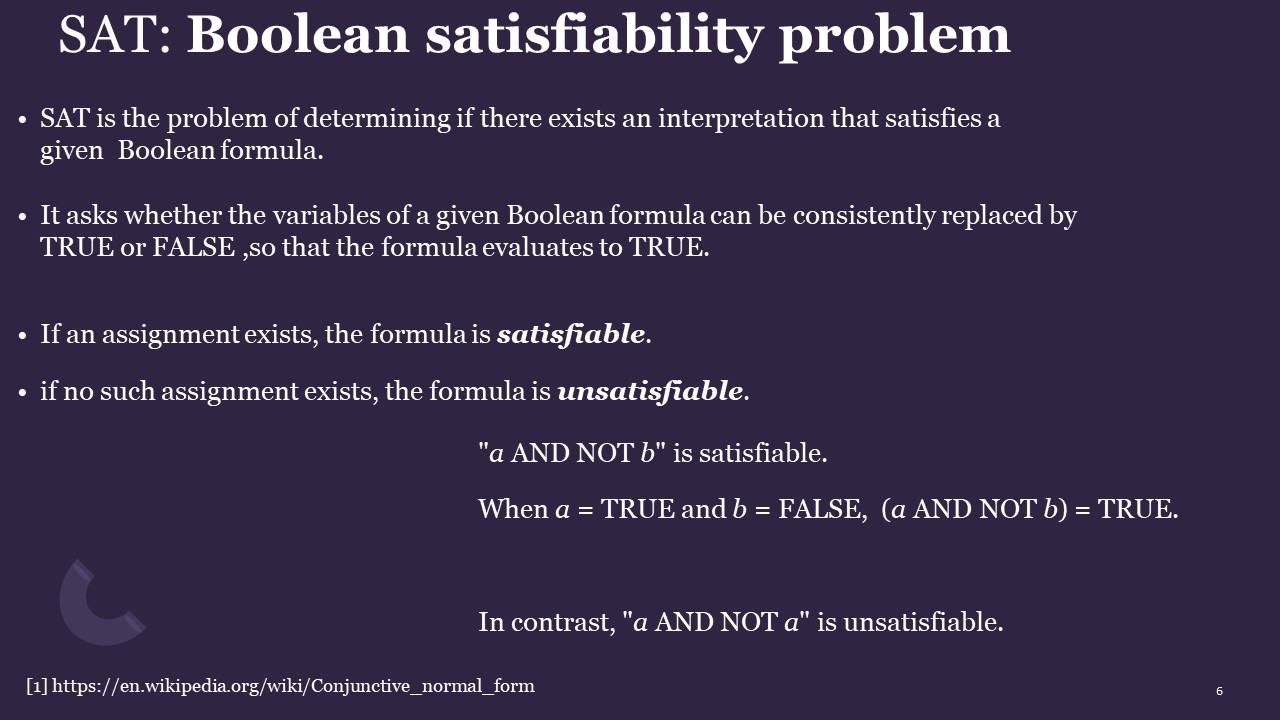 SAT: Boolean satisfiability problem
• SAT is the problem of determining if there exists an interpretation that satisfies a
given Boolean formula.
• It asks whether the variables of a given Boolean formula can be consistently replaced by
TRUE or FALSE ,so that the formula evaluates to TRUE.
• If an assignment exists, the formula is satisfiable.
• if no such assignment exists, the formula is unsatisfiable.
"a AND NOT b" is satisfiable.
When a = TRUE and b = FALSE, (a AND NOT b) = TRUE.
In contrast, "a AND NOT a" is unsatisfiable.
[1] https://en.wikipedia.org/wiki/Conjunctive_normal_form
6